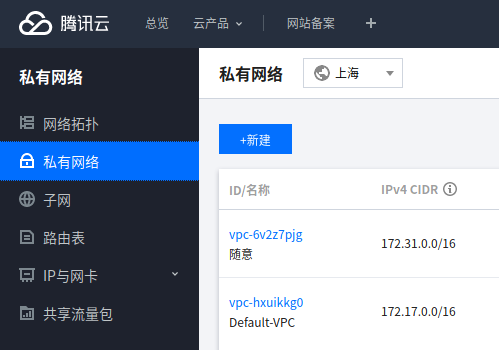 腾讯云 总览 云产品 网站备案
私有网络
网络拓扑
私有网络
子网
路由表
IP与网卡
共享流量包
私有网络 上海
+新建
ID/名称 IPv4 CIDR
vpc-6v2z7pjg 172.31.0.0/16
随意
vpc-hxuikkg0 172.17.0.0/16
Default-VPC